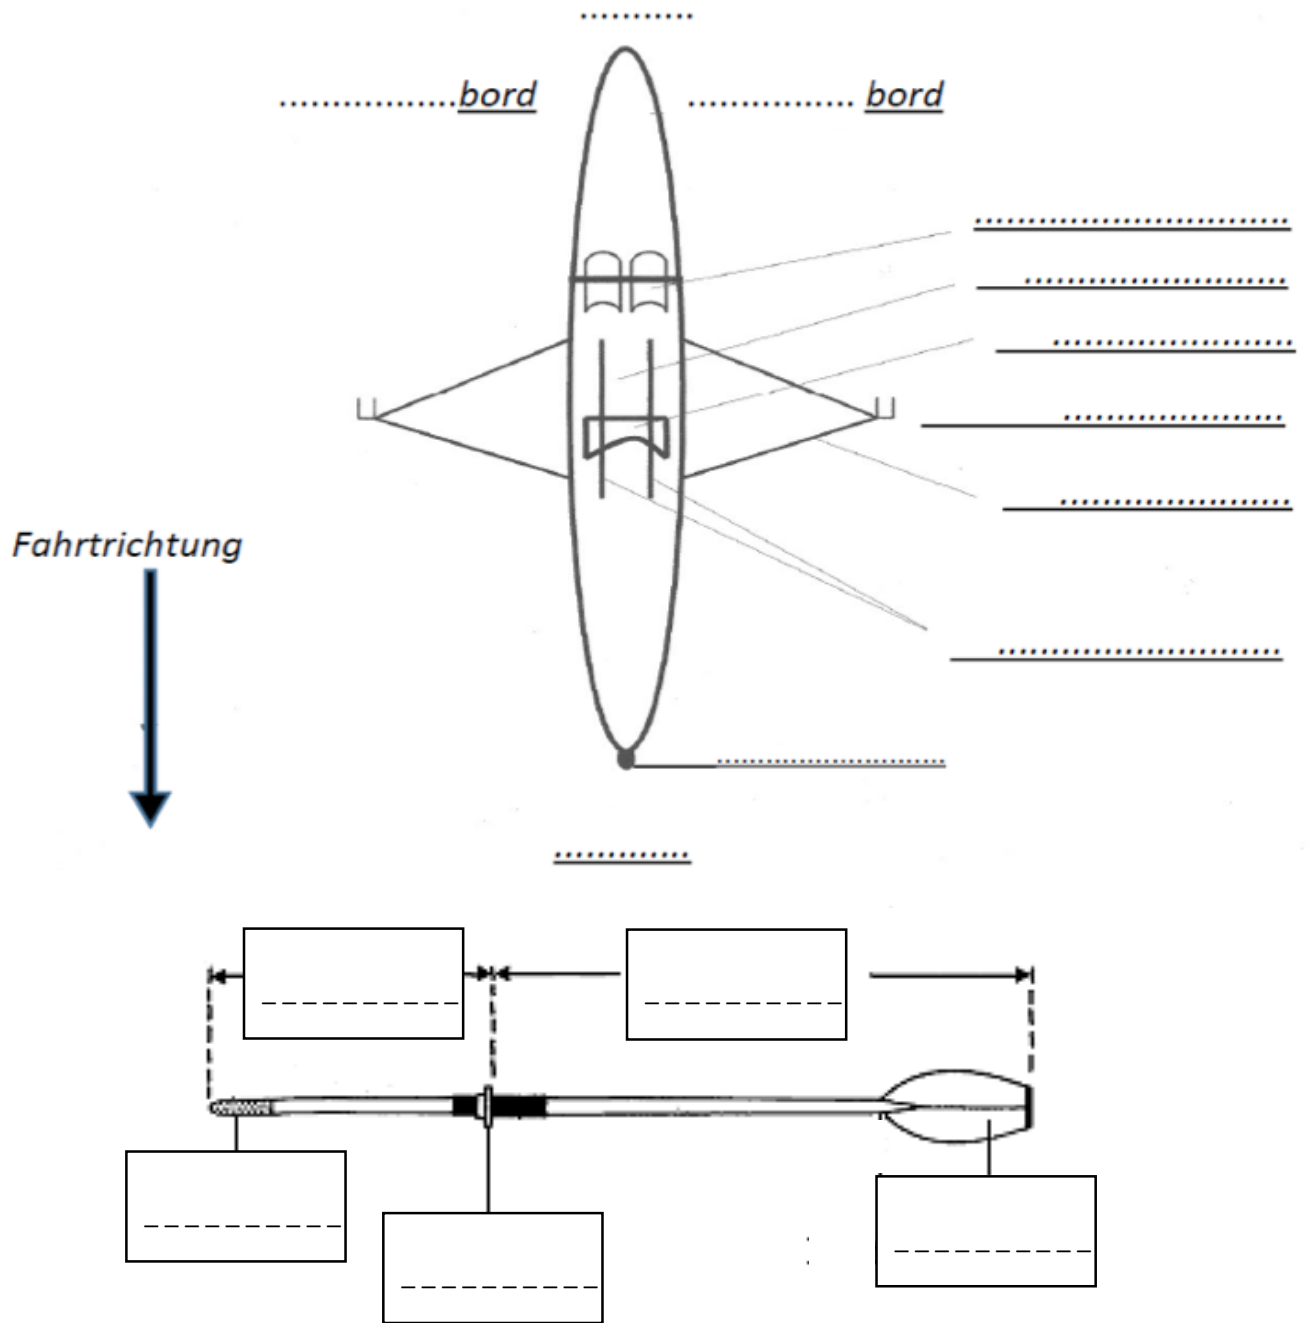 ...........
.................bord
................ bord
..............................
.........................
.......................
.....................
......................
Fahrtrichtung
...........................
..........................
.............
_ _ _ _ _ _ _ _ _ _
_ _ _ _ _ _ _ _ _ _
_ _ _ _ _ _ _ _ _ _
_ _ _ _ _ _ _ _ _ _
_ _ _ _ _ _ _ _ _ _